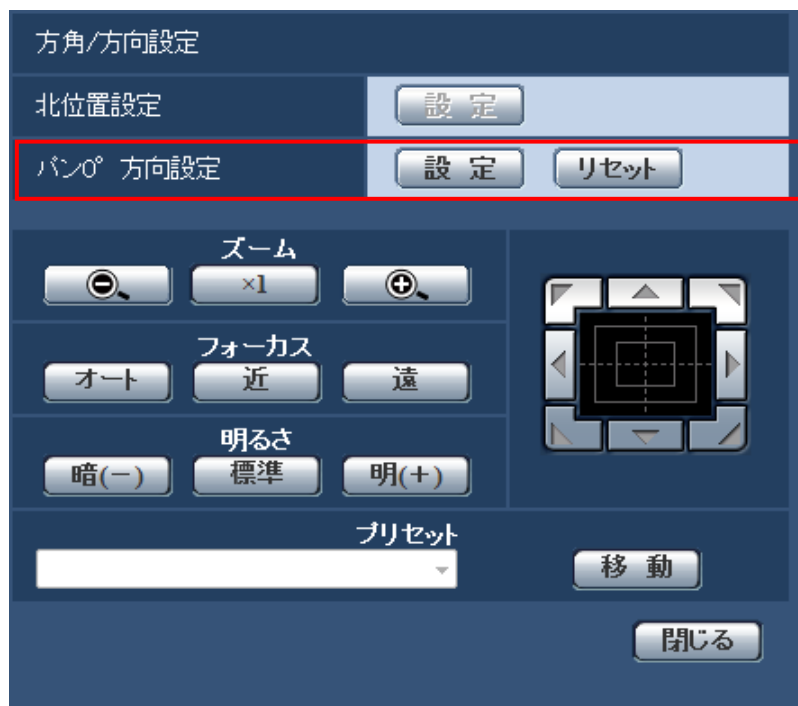 方角/方向設定
北位置設定
設 定
パン0° 方向設定
設 定
リセット
ズーム
×1
フォーカス
オート
近
遠
明るさ
暗(－)
標準
明(＋)
プリセット
移 動
閉じる